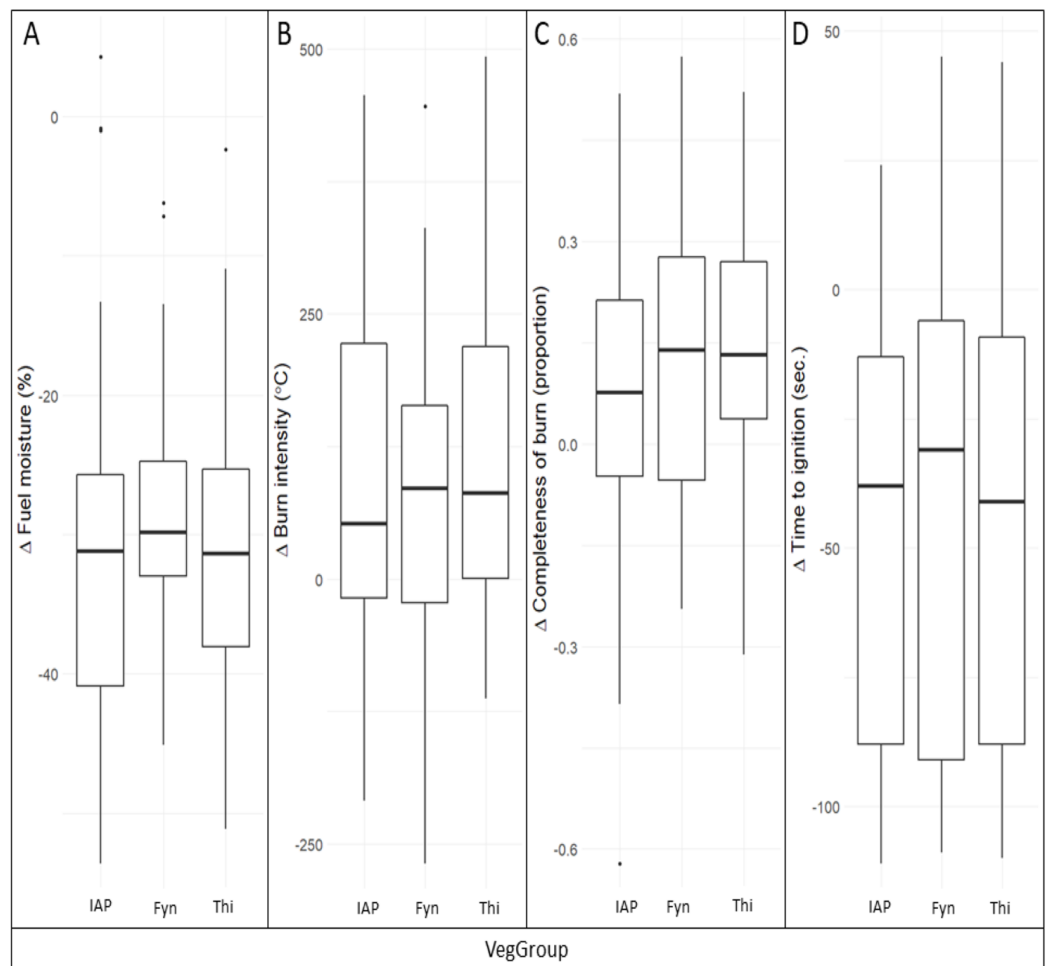 A
Δ Fuel moisture (%)
0
-20
-40
IAP Fyn Thi
B
Δ Burn intensity (°C)
500
250
0
-250
IAP Fyn Thi
C
Δ Completeness of burn (proportion)
0.6
0.3
0.0
-0.3
-0.6
IAP Fyn Thi
D
Δ Time to ignition (sec.)
50
0
-50
-100
IAP Fyn Thi
VegGroup